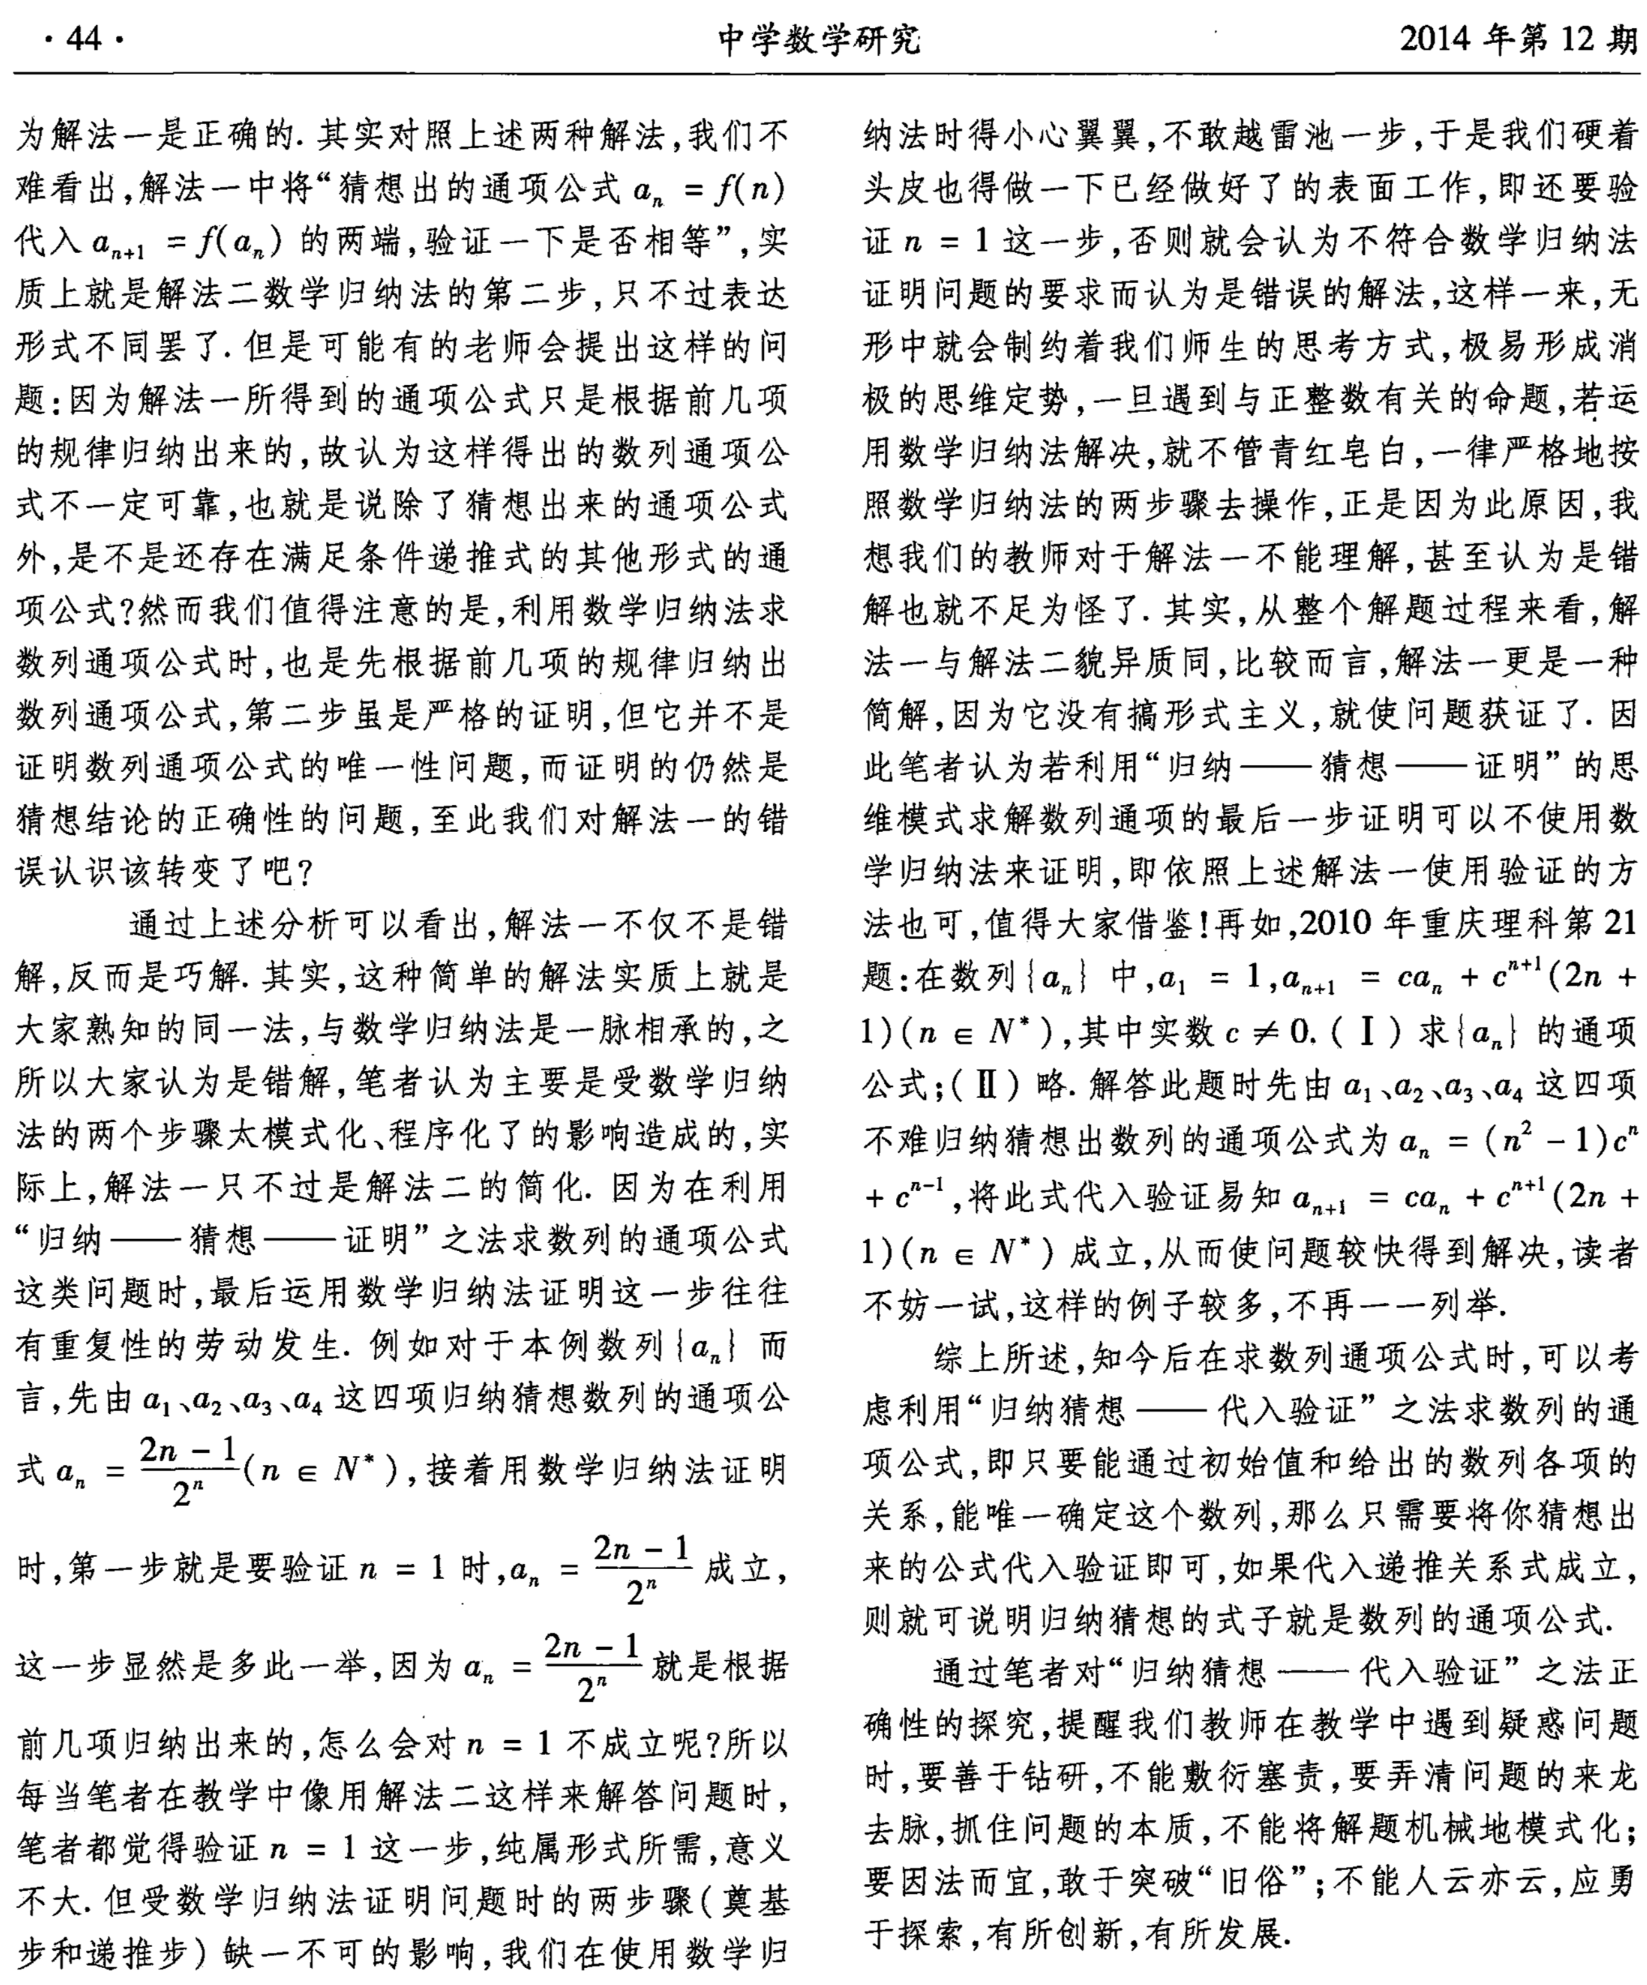 · 44 ·
中学数学研究
2014 年第 12 期
为解法一是正确的. 其实对照上述两种解法,我们不
难看出,解法一中将“猜想出的通项公式 aₙ = f(n)
代入 aₙ₊₁ = f(aₙ) 的两端,验证一下是否相等”,实
质上就是解法二数学归纳法的第二步,只不过表达
形式不同罢了. 但是可能有的老师会提出这样的问
题:因为解法一所得到的通项公式只是根据前几项
的规律归纳出来的,故认为这样得出的数列通项公
式不一定可靠,也就是说除了猜想出来的通项公式
外,是不是还存在满足条件递推式的其他形式的通
项公式?然而我们值得注意的是,利用数学归纳法求
数列通项公式时,也是先根据前几项的规律归纳出
数列通项公式,第二步虽是严格的证明,但它并不是
证明数列通项公式的唯一性问题,而证明的仍然是
猜想结论的正确性的问题,至此我们对解法一的错
误认识该转变了吧?
通过上述分析可以看出,解法一不仅不是错
解,反而是巧解. 其实,这种简单的解法实质上就是
大家熟知的同一法,与数学归纳法是一脉相承的,之
所以大家认为是错解,笔者认为主要是受数学归纳
法的两个步骤太模式化、程序化了的影响造成的,实
际上,解法一只不过是解法二的简化. 因为在利用
“归纳——猜想——证明”之法求数列的通项公式
这类问题时,最后运用数学归纳法证明这一步往往
有重复性的劳动发生. 例如对于本例数列{aₙ} 而
言,先由 a₁、a₂、a₃、a₄ 这四项归纳猜想数列的通项公
式 aₙ = (2n − 1)/2ⁿ (n ∈ N*),接着用数学归纳法证明
时,第一步就是要验证 n = 1 时,aₙ = (2n − 1)/2ⁿ 成立,
这一步显然是多此一举,因为 aₙ = (2n − 1)/2ⁿ 就是根据
前几项归纳出来的,怎么会对 n = 1 不成立呢?所以
每当笔者在教学中像用解法二这样来解答问题时,
笔者都觉得验证 n = 1 这一步,纯属形式所需,意义
不大. 但受数学归纳法证明问题时的两步骤(奠基
步和递推步) 缺一不可的影响,我们在使用数学归
纳法时得小心翼翼,不敢越雷池一步,于是我们硬着
头皮也得做一下已经做好了的表面工作,即还要验
证 n = 1 这一步,否则就会认为不符合数学归纳法
证明问题的要求而认为是错误的解法,这样一来,无
形中就会制约着我们师生的思考方式,极易形成消
极的思维定势,一旦遇到与正整数有关的命题,若运
用数学归纳法解决,就不管青红皂白,一律严格地按
照数学归纳法的两步骤去操作,正是因为此原因,我
想我们的教师对于解法一不能理解,甚至认为是错
解也就不足为怪了. 其实,从整个解题过程来看,解
法一与解法二貌异质同,比较而言,解法一更是一种
简解,因为它没有搞形式主义,就使问题获证了. 因
此笔者认为若利用“归纳——猜想——证明”的思
维模式求解数列通项的最后一步证明可以不使用数
学归纳法来证明,即依照上述解法一使用验证的方
法也可,值得大家借鉴!再如,2010 年重庆理科第 21
题:在数列{aₙ} 中,a₁ = 1,aₙ₊₁ = caₙ + cⁿ⁺¹(2n +
1)(n ∈ N*),其中实数 c ≠ 0. (Ⅰ) 求{aₙ} 的通项
公式;(Ⅱ) 略. 解答此题时先由 a₁、a₂、a₃、a₄ 这四项
不难归纳猜想出数列的通项公式为 aₙ = (n² − 1)cⁿ
+ cⁿ⁻¹,将此式代入验证易知 aₙ₊₁ = caₙ + cⁿ⁺¹(2n +
1)(n ∈ N*) 成立,从而使问题较快得到解决,读者
不妨一试,这样的例子较多,不再一一列举.
综上所述,知今后在求数列通项公式时,可以考
虑利用“归纳猜想——代入验证”之法求数列的通
项公式,即只要能通过初始值和给出的数列各项的
关系,能唯一确定这个数列,那么只需要将你猜想出
来的公式代入验证即可,如果代入递推关系式成立,
则就可说明归纳猜想的式子就是数列的通项公式.
通过笔者对“归纳猜想——代入验证”之法正
确性的探究,提醒我们教师在教学中遇到疑惑问题
时,要善于钻研,不能敷衍塞责,要弄清问题的来龙
去脉,抓住问题的本质,不能将解题机械地模式化;
要因法而宜,敢于突破“旧俗”;不能人云亦云,应勇
于探索,有所创新,有所发展.